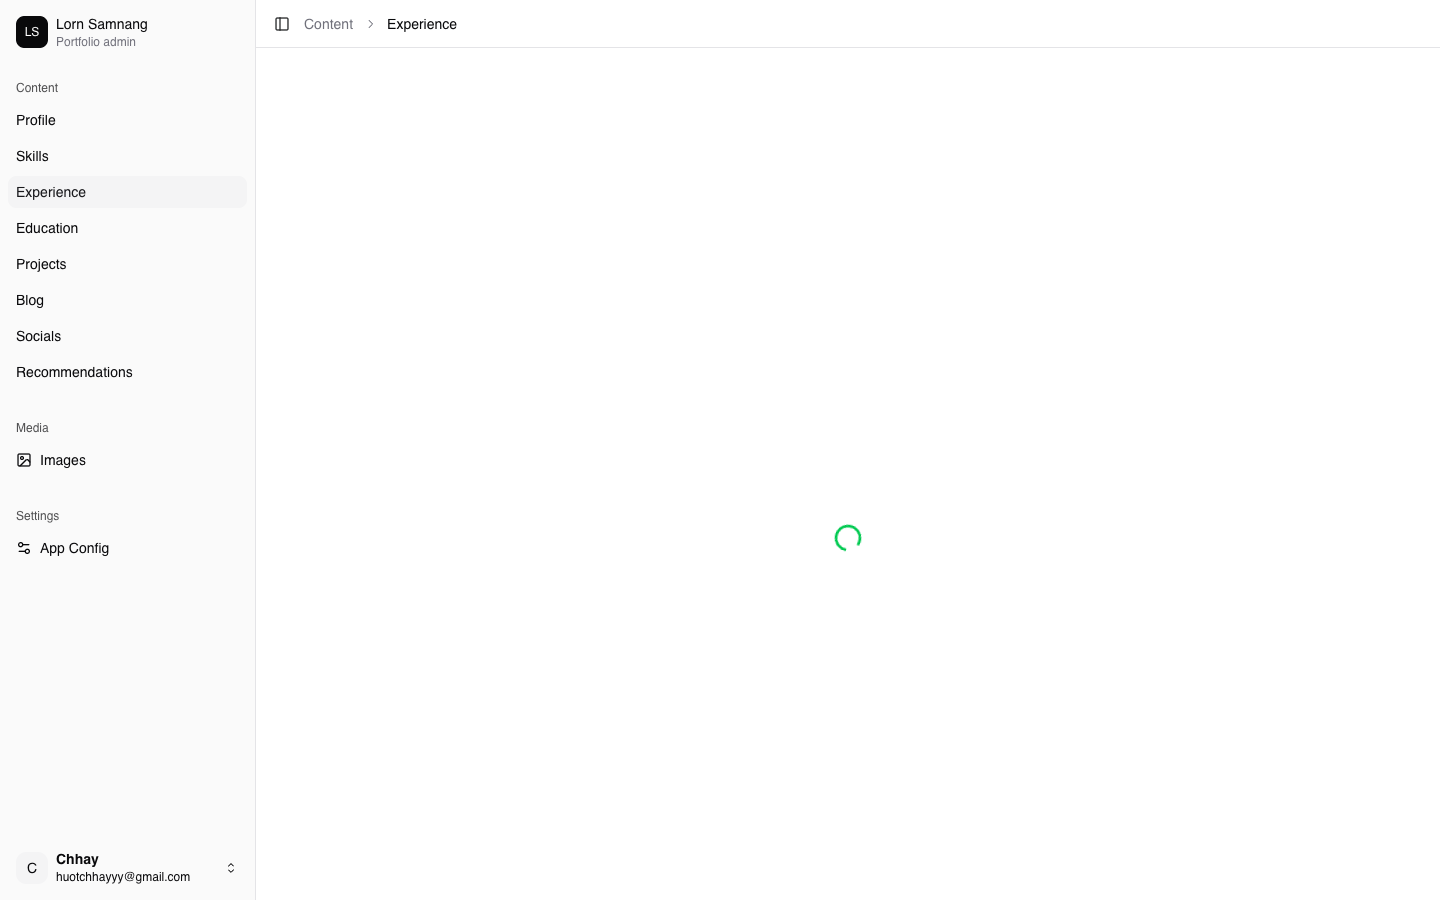 LS
Lorn Samnang
Portfolio admin
Content
Profile
Skills
Experience
Education
Projects
Blog
Socials
Recommendations
Media
Images
Settings
App Config
C
Chhay
huotchhayyy@gmail.com
Content
Experience